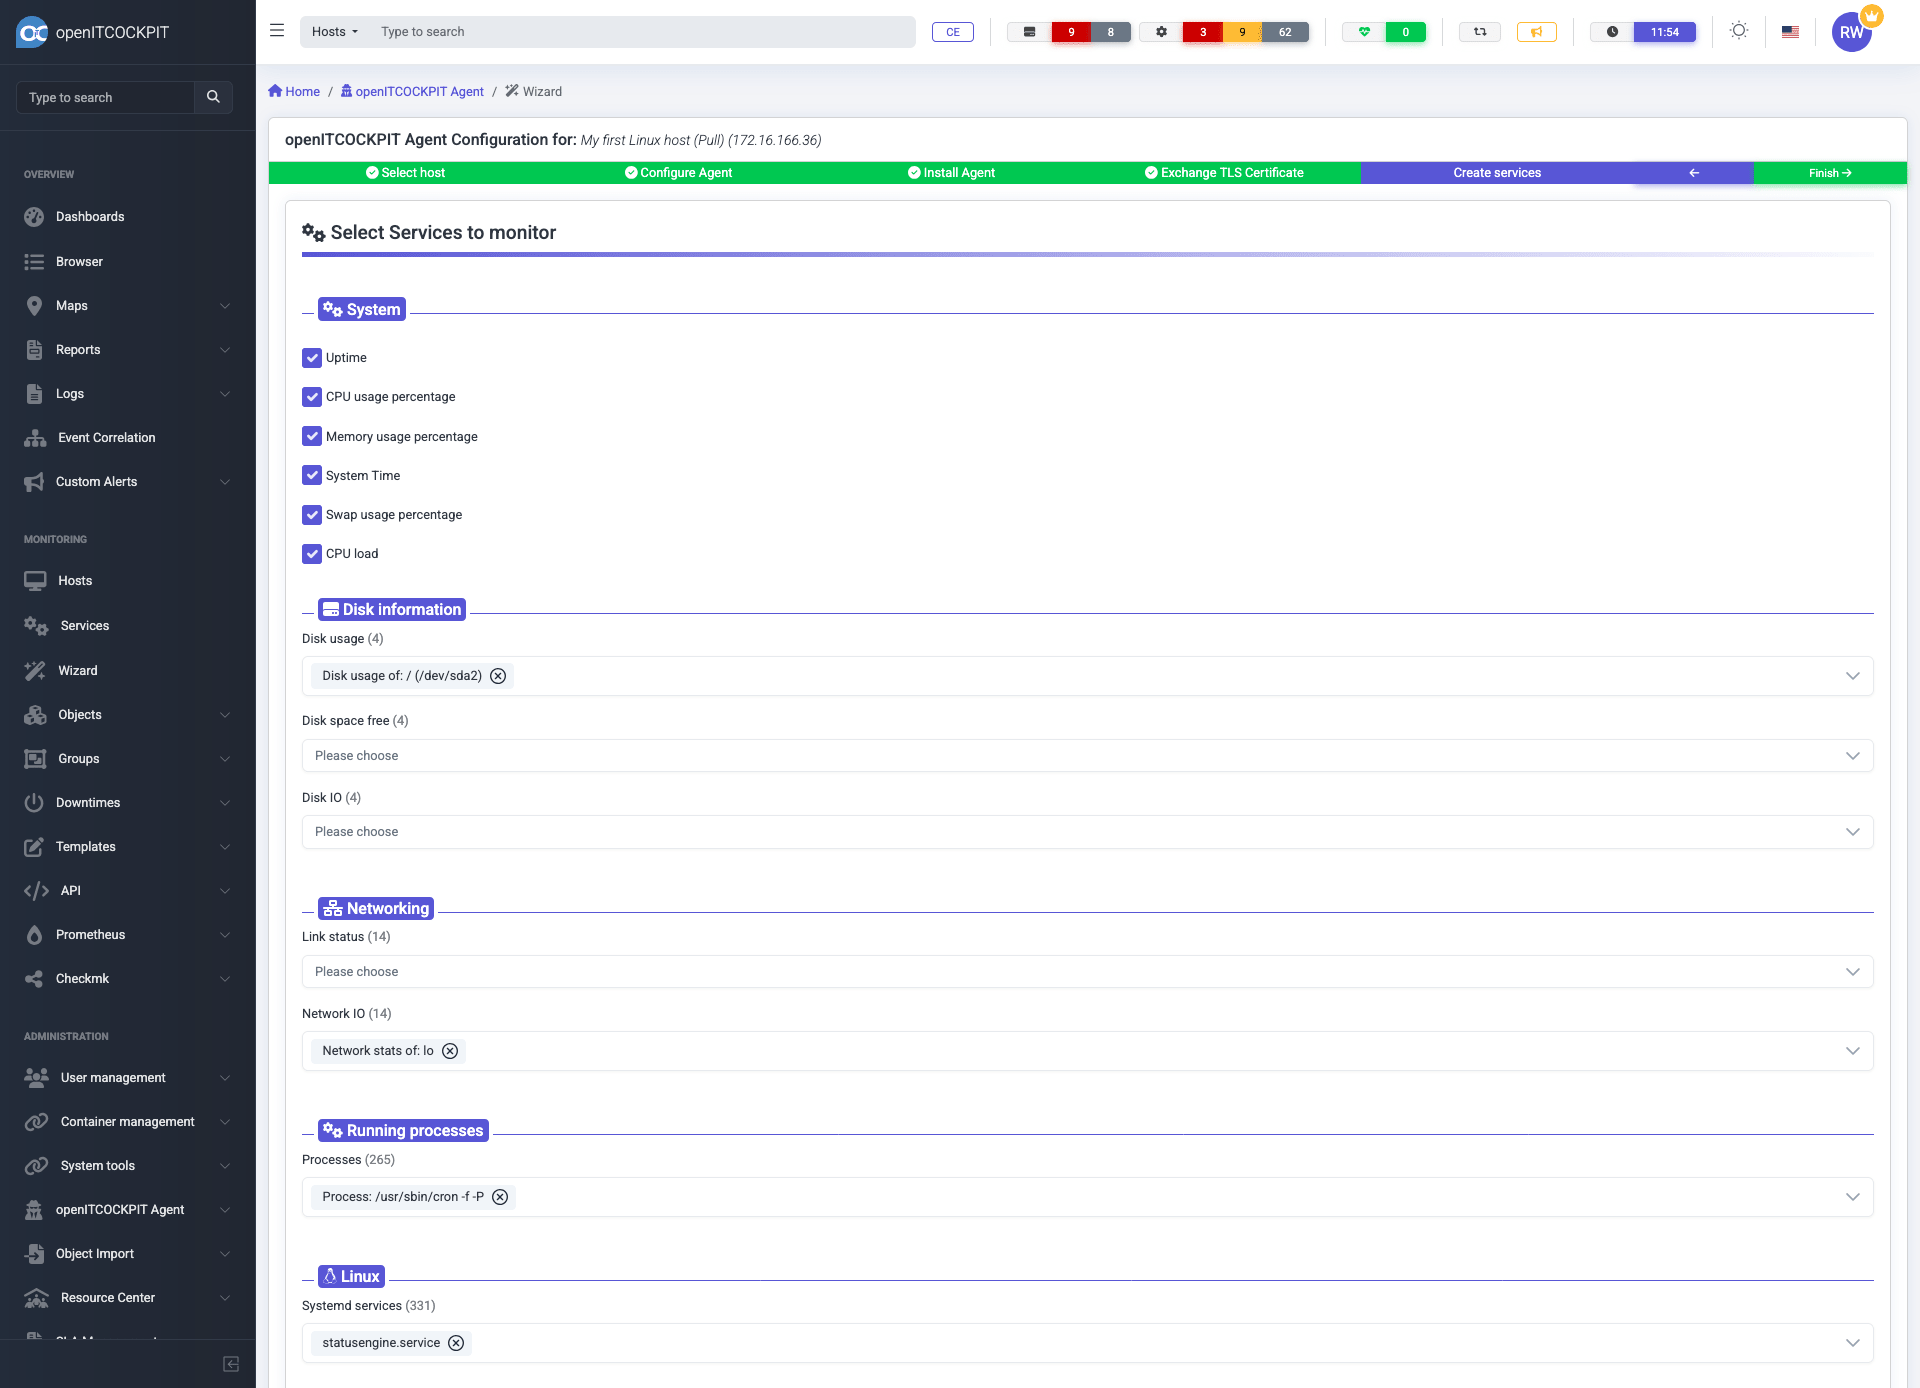 openITCOCKPIT
Hosts
Type to search
CE
9
8
3
9
62
0
11:54
RW
Type to search
OVERVIEW
Dashboards
Browser
Maps
Reports
Logs
Event Correlation
Custom Alerts
MONITORING
Hosts
Services
Wizard
Objects
Groups
Downtimes
Templates
API
Prometheus
Checkmk
ADMINISTRATION
User management
Container management
System tools
openITCOCKPIT Agent
Object Import
Resource Center
Home / openITCOCKPIT Agent / Wizard
openITCOCKPIT Agent Configuration for: My first Linux host (Pull) (172.16.166.36)
Select host
Configure Agent
Install Agent
Exchange TLS Certificate
Create services
Finish
Select Services to monitor
System
Uptime
CPU usage percentage
Memory usage percentage
System Time
Swap usage percentage
CPU load
Disk information
Disk usage (4)
Disk usage of: / (/dev/sda2)
Disk space free (4)
Please choose
Disk IO (4)
Please choose
Networking
Link status (14)
Please choose
Network IO (14)
Network stats of: lo
Running processes
Processes (265)
Process: /usr/sbin/cron -f -P
Linux
Systemd services (331)
statusengine.service